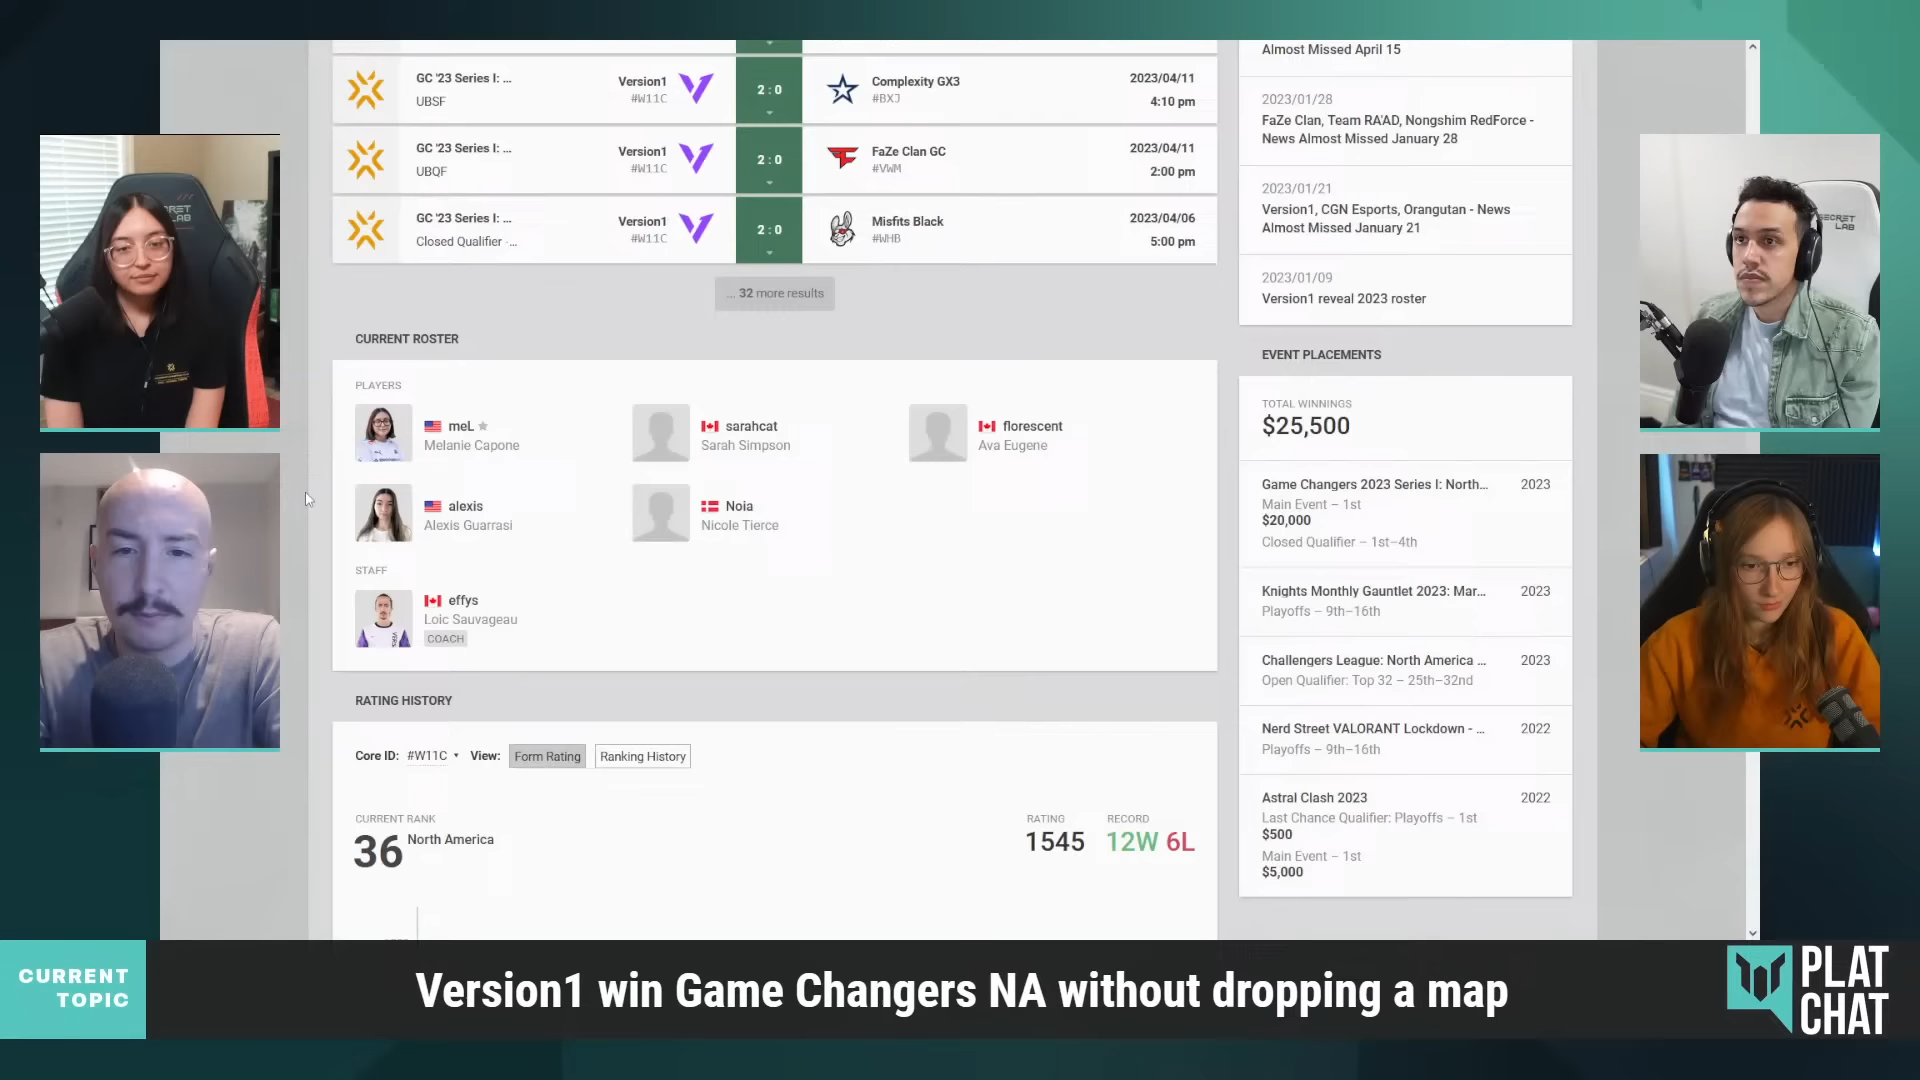 GC '23 Series I: ...
UBSF
Version1
#W11C
2 : 0
Complexity GX3
#BXJ
2023/04/11
4:10 pm
GC '23 Series I: ...
UBQF
Version1
#W11C
2 : 0
FaZe Clan GC
#VWM
2023/04/11
2:00 pm
GC '23 Series I: ...
Closed Qualifier -...
Version1
#W11C
2 : 0
Misfits Black
#WHB
2023/04/06
5:00 pm
... 32 more results
CURRENT ROSTER
PLAYERS
meL
Melanie Capone
sarahcat
Sarah Simpson
florescent
Ava Eugene
alexis
Alexis Guarrasi
Noia
Nicole Tierce
STAFF
effys
Loic Sauvageau
COACH
RATING HISTORY
Core ID: #W11C View: Form Rating Ranking History
CURRENT RANK
36 North America
RATING
1545
RECORD
12W 6L
Almost Missed April 15
2023/01/28
FaZe Clan, Team RA'AD, Nongshim RedForce -
News Almost Missed January 28
2023/01/21
Version1, CGN Esports, Orangutan - News
Almost Missed January 21
2023/01/09
Version1 reveal 2023 roster
EVENT PLACEMENTS
TOTAL WINNINGS
$25,500
Game Changers 2023 Series I: North... 2023
Main Event – 1st
$20,000
Closed Qualifier – 1st–4th
Knights Monthly Gauntlet 2023: Mar... 2023
Playoffs – 9th–16th
Challengers League: North America ... 2023
Open Qualifier: Top 32 – 25th–32nd
Nerd Street VALORANT Lockdown - ... 2022
Playoffs – 9th–16th
Astral Clash 2023 2022
Last Chance Qualifier: Playoffs – 1st
$500
Main Event – 1st
$5,000
SECRET
LAB
CURRENT
TOPIC
Version1 win Game Changers NA without dropping a map
PLAT
CHAT